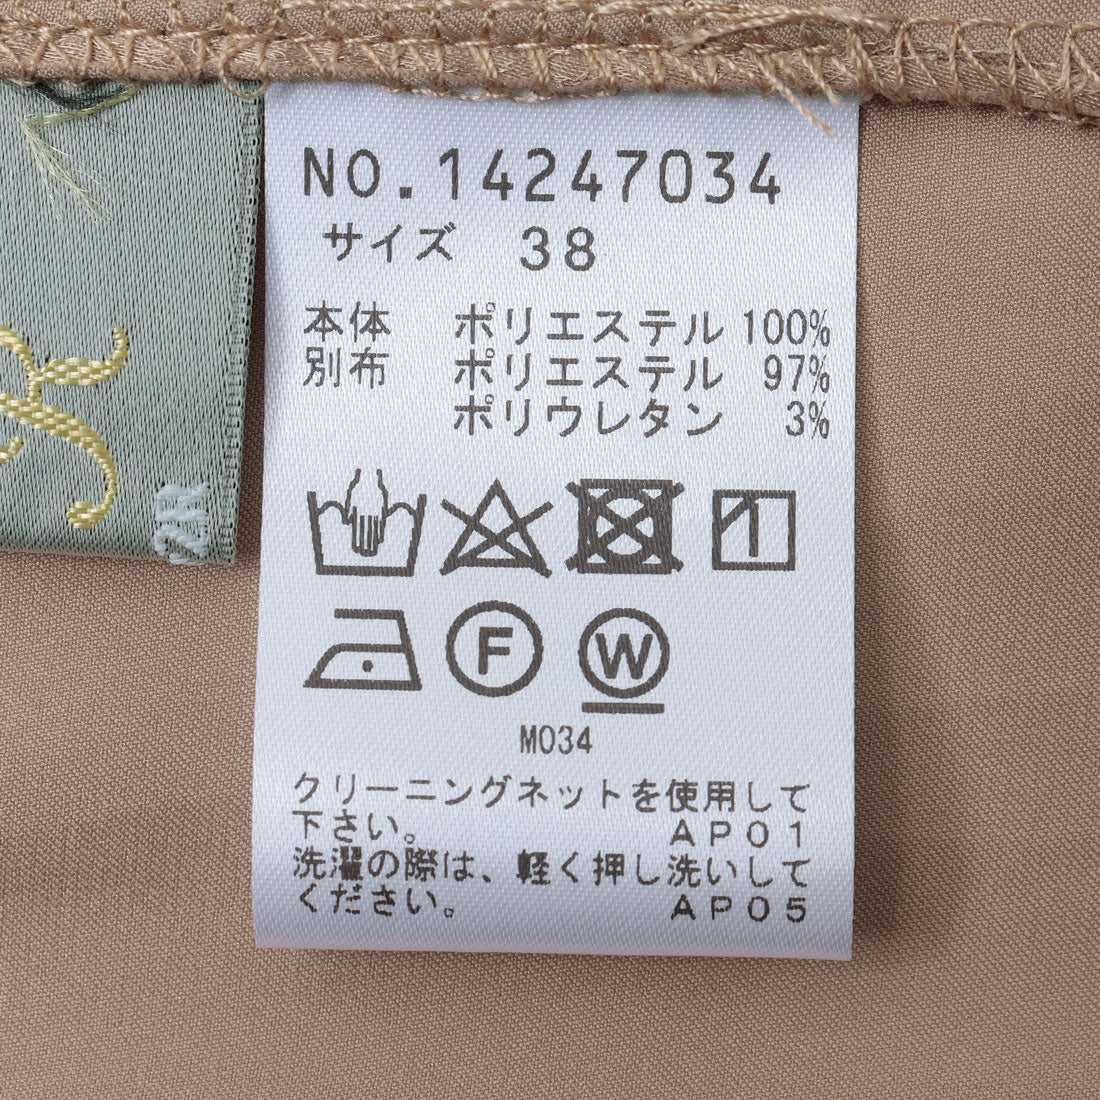 NO.14247034
サイズ 38
本体 ポリエステル 100%
別布 ポリエステル 97%
ポリウレタン 3%
F
W
M034
クリーニングネットを使用して
下さい。 AP01
洗濯の際は、軽く押し洗いして
ください。 AP05